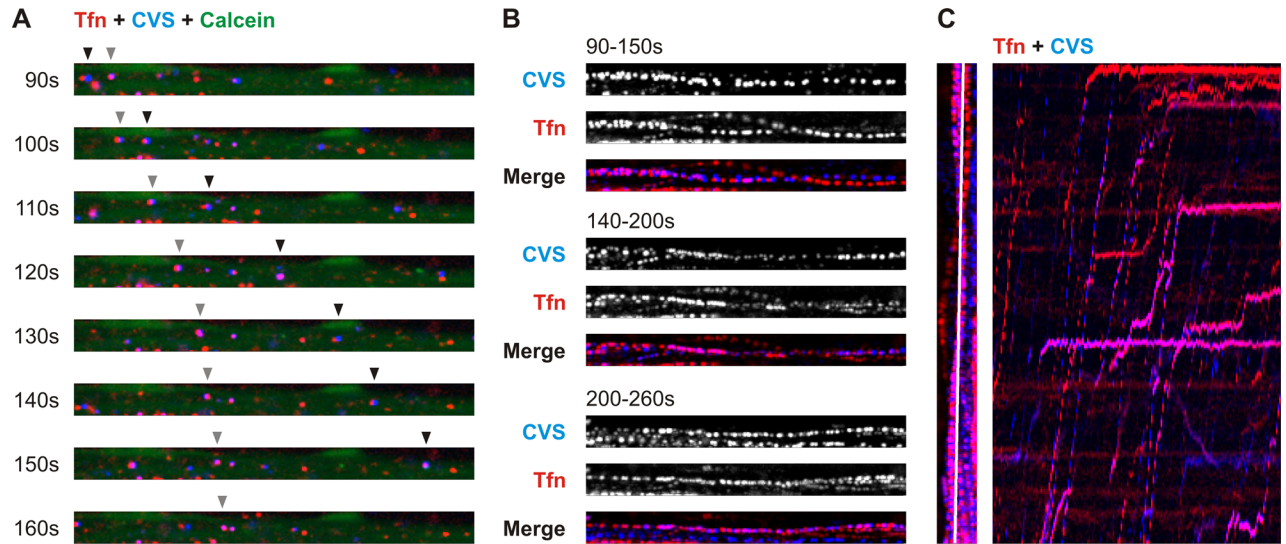 A
Tfn + CVS + Calcein
90s
100s
110s
120s
130s
140s
150s
160s
B
90-150s
CVS
Tfn
Merge
140-200s
CVS
Tfn
Merge
200-260s
CVS
Tfn
Merge
C
Tfn + CVS